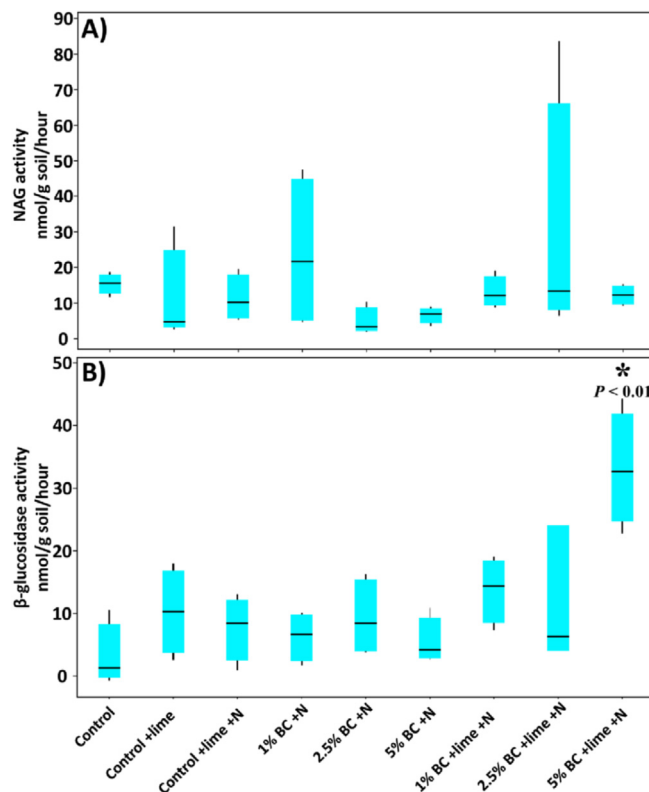 A)
NAG activity
nmol/g soil/hour
90
80
70
60
50
40
30
20
10
0
B)
β-glucosidase activity
nmol/g soil/hour
50
40
30
20
10
0
*
P < 0.01
Control
Control +lime
Control +lime +N
1% BC +N
2.5% BC +N
5% BC +N
1% BC +lime +N
2.5% BC +lime +N
5% BC +lime +N